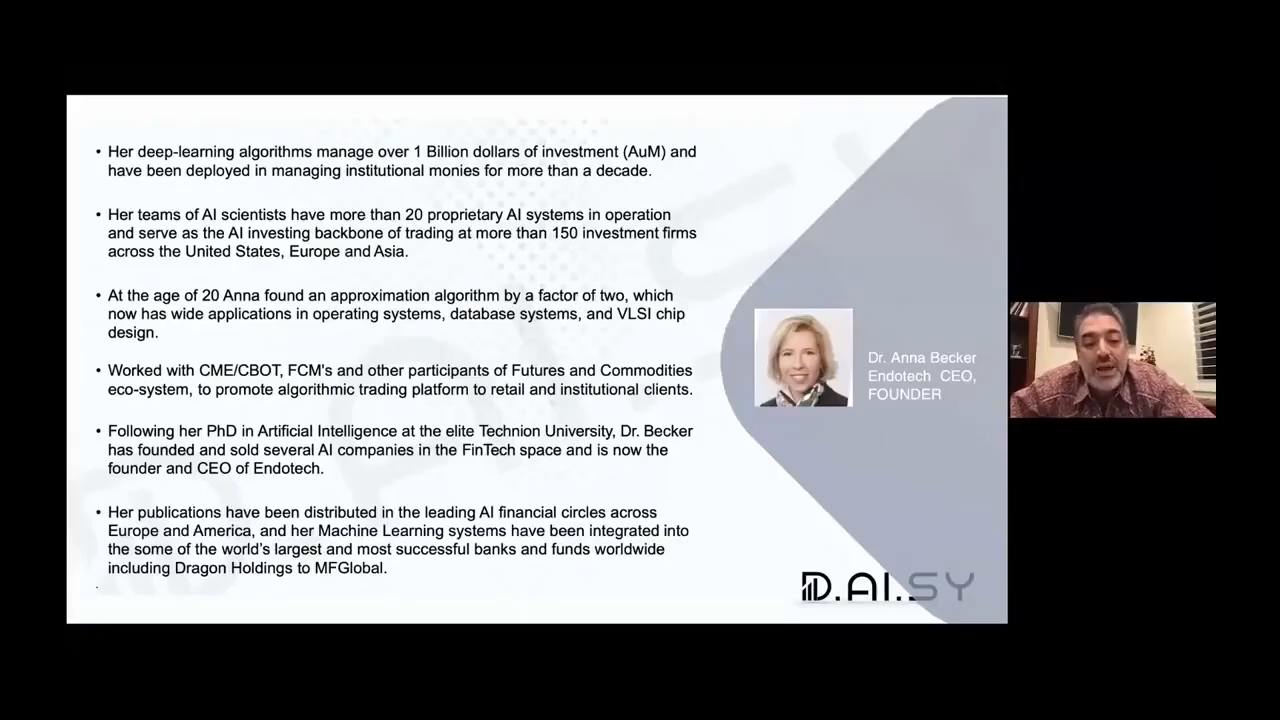 • Her deep-learning algorithms manage over 1 Billion dollars of investment (AuM) and
have been deployed in managing institutional monies for more than a decade.
• Her teams of AI scientists have more than 20 proprietary AI systems in operation
and serve as the AI investing backbone of trading at more than 150 investment firms
across the United States, Europe and Asia.
• At the age of 20 Anna found an approximation algorithm by a factor of two, which
now has wide applications in operating systems, database systems, and VLSI chip
design.
• Worked with CME/CBOT, FCM's and other participants of Futures and Commodities
eco-system, to promote algorithmic trading platform to retail and institutional clients.
• Following her PhD in Artificial Intelligence at the elite Technion University, Dr. Becker
has founded and sold several AI companies in the FinTech space and is now the
founder and CEO of Endotech.
• Her publications have been distributed in the leading AI financial circles across
Europe and America, and her Machine Learning systems have been integrated into
the some of the world's largest and most successful banks and funds worldwide
including Dragon Holdings to MFGlobal.
.
Dr. Anna Becker
Endotech CEO,
FOUNDER
D.AI.SY